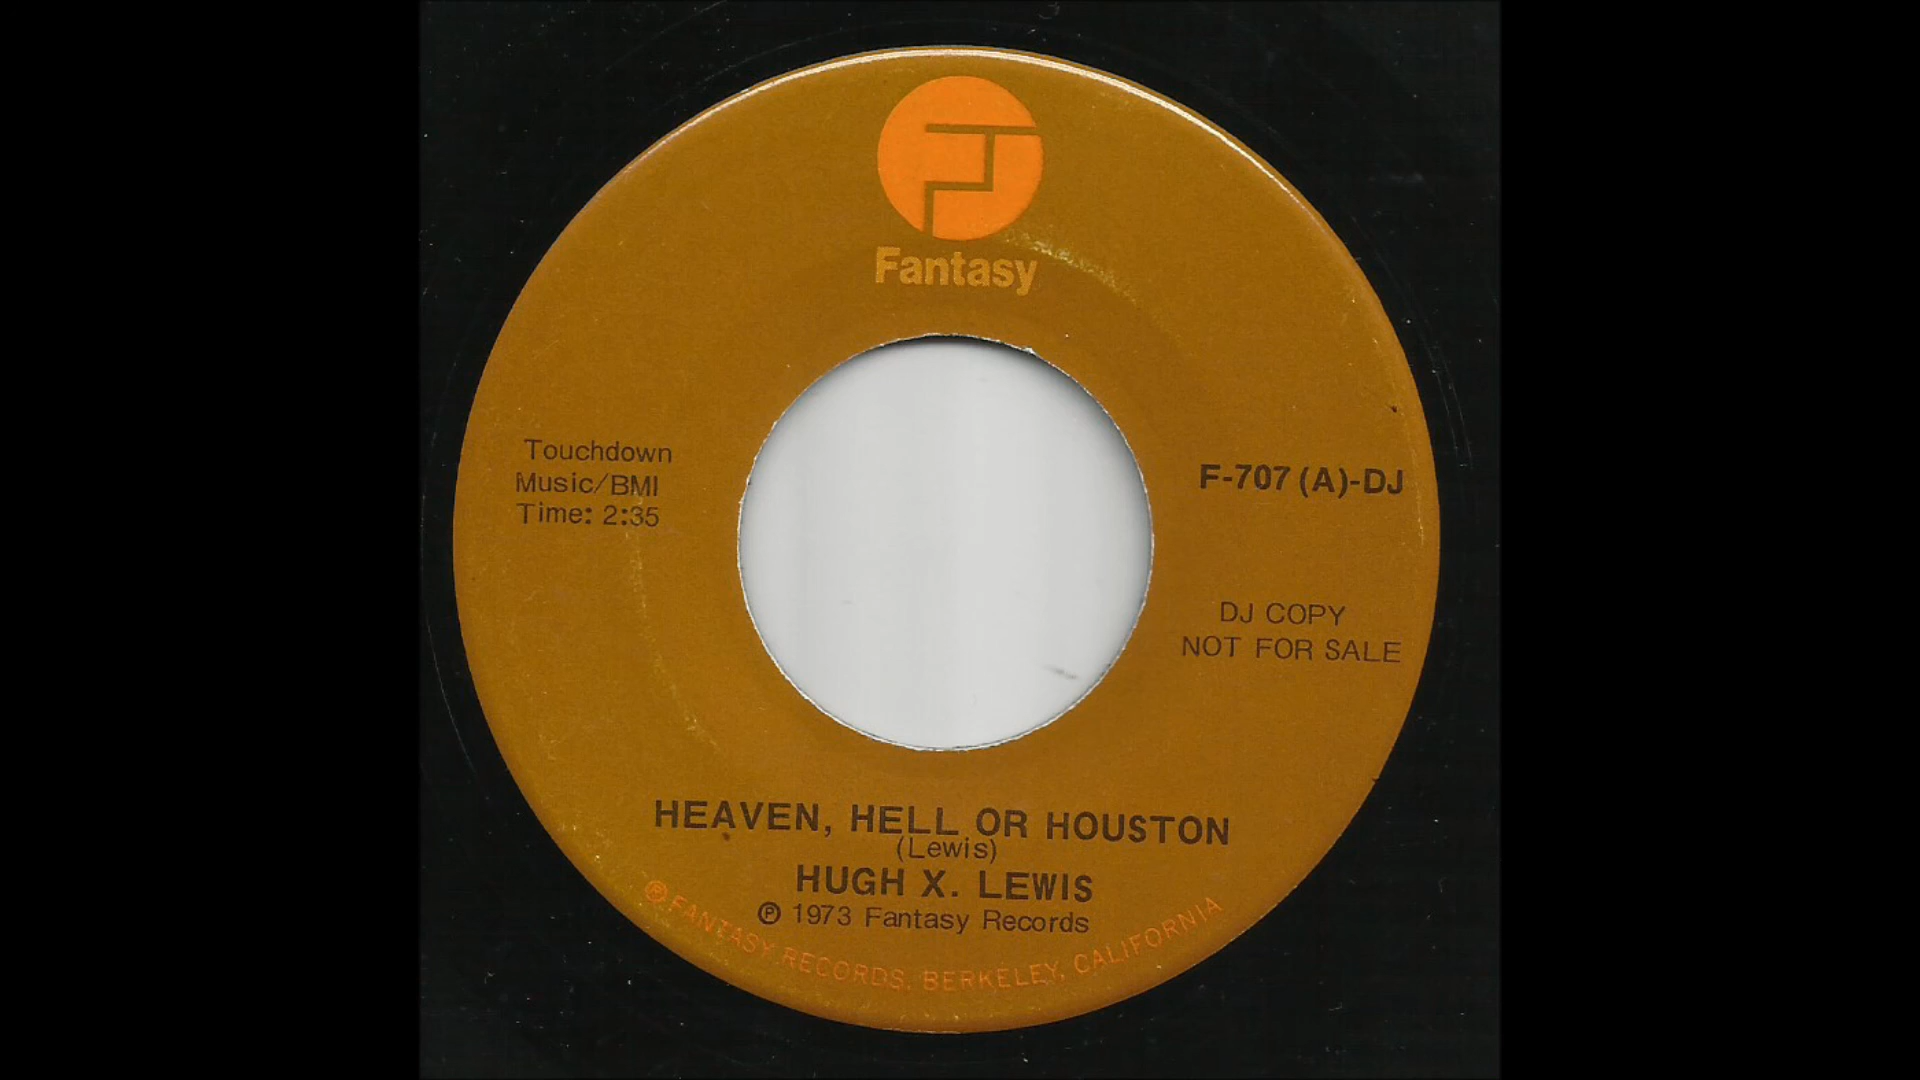 Fantasy
Touchdown
Music/BMI
Time: 2:35
F-707 (A)-DJ
DJ COPY
NOT FOR SALE
HEAVEN, HELL OR HOUSTON
(Lewis)
HUGH X. LEWIS
℗ 1973 Fantasy Records
® FANTASY RECORDS, BERKELEY, CALIFORNIA